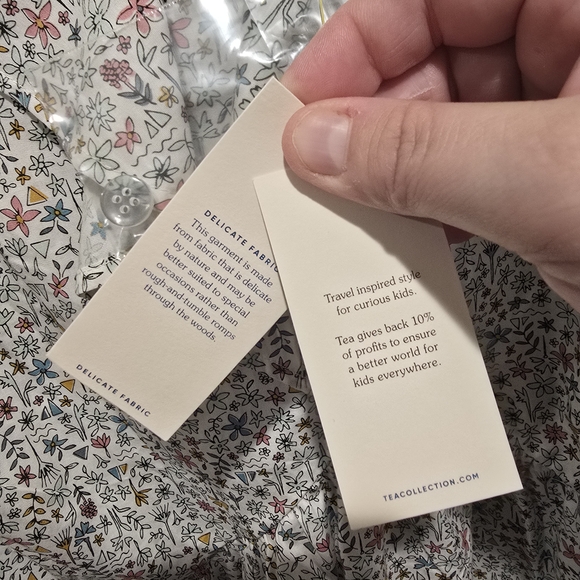 DELICATE FABRIC
This garment is made
from fabric that is delicate
by nature and may be
better suited to special
occasions rather than
rough-and-tumble romps
through the woods.
DELICATE FABRIC
Travel inspired style
for curious kids.
Tea gives back 10%
of profits to ensure
a better world for
kids everywhere.
TEACOLLECTION.COM